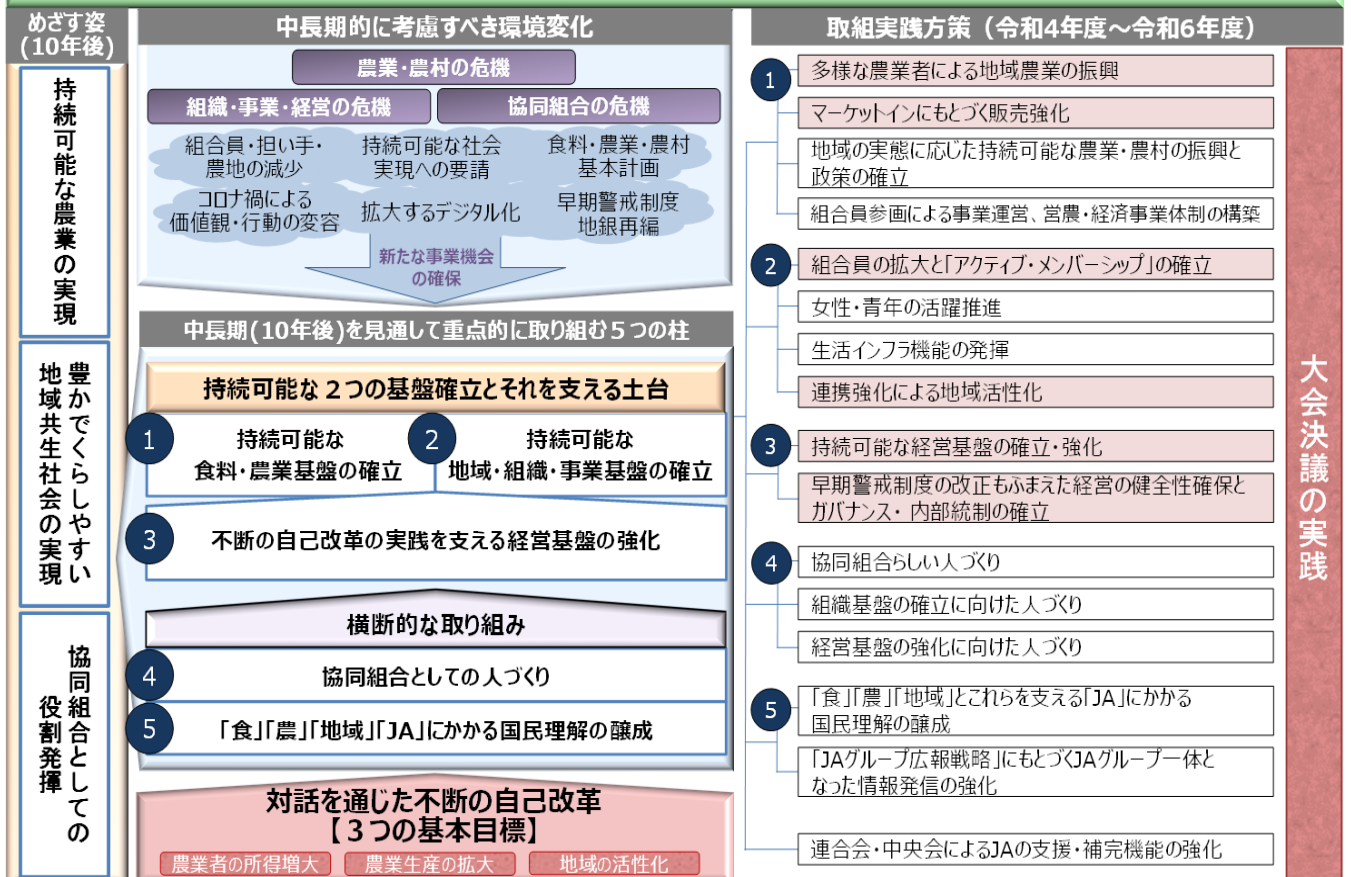 めざす姿
(10年後)
持続可能な農業の実現
豊かでくらしやすい
地域共生社会の実現
協同組合としての
役割発揮
中長期的に考慮すべき環境変化
農業・農村の危機
組織・事業・経営の危機
協同組合の危機
組合員・担い手・
農地の減少
持続可能な社会
実現への要請
食料・農業・農村
基本計画
コロナ禍による
価値観・行動の変容
拡大するデジタル化
早期警戒制度
地銀再編
新たな事業機会
の確保
中長期(10年後)を見通して重点的に取り組む５つの柱
持続可能な２つの基盤確立とそれを支える土台
1
持続可能な
食料・農業基盤の確立
2
持続可能な
地域・組織・事業基盤の確立
3
不断の自己改革の実践を支える経営基盤の強化
横断的な取り組み
4
協同組合としての人づくり
5
「食」「農」「地域」「JA」にかかる国民理解の醸成
対話を通じた不断の自己改革
【３つの基本目標】
農業者の所得増大
農業生産の拡大
地域の活性化
取組実践方策（令和4年度～令和6年度）
1
多様な農業者による地域農業の振興
マーケットインにもとづく販売強化
地域の実態に応じた持続可能な農業・農村の振興と
政策の確立
組合員参画による事業運営、営農・経済事業体制の構築
2
組合員の拡大と「アクティブ・メンバーシップ」の確立
女性・青年の活躍推進
生活インフラ機能の発揮
連携強化による地域活性化
3
持続可能な経営基盤の確立・強化
早期警戒制度の改正もふまえた経営の健全性確保と
ガバナンス・ 内部統制の確立
4
協同組合らしい人づくり
組織基盤の確立に向けた人づくり
経営基盤の強化に向けた人づくり
5
「食」「農」「地域」とこれらを支える「JA」にかかる
国民理解の醸成
「JAグループ広報戦略」にもとづくJAグループ一体と
なった情報発信の強化
連合会・中央会によるJAの支援・補完機能の強化
大会決議の実践